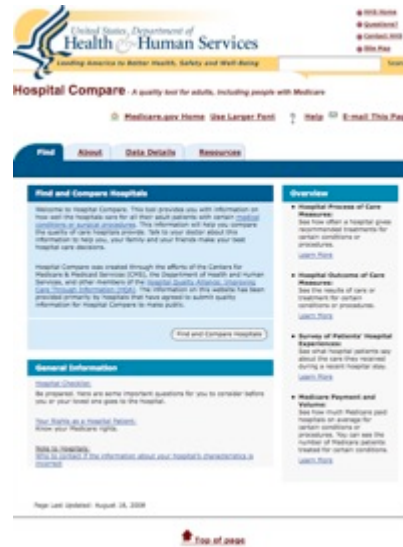 HHS Home
Questions?
Contact HHS
Site Map
United States Department of
Health & Human Services
Leading America to Better Health, Safety and Well-Being
Sear
Hospital Compare - A quality tool for adults, including people with Medicare
Medicare.gov Home Use Larger Font ? Help E-mail This Pag
Find About Data Details Resources
Find and Compare Hospitals
Welcome to Hospital Compare. This tool provides you with information on
how well the hospitals care for all their adult patients with certain medical
conditions or surgical procedures. This information will help you compare
the quality of care hospitals provide. Talk to your doctor about this
information to help you, your family and your friends make your best
hospital care decisions.
Hospital Compare was created through the efforts of the Centers for
Medicare & Medicaid Services (CMS), the Department of Health and Human
Services, and other members of the Hospital Quality Alliance: Improving
Care Through Information (HQA). The information on this website has been
provided primarily by hospitals that have agreed to submit quality
information for Hospital Compare to make public.
Find and Compare Hospitals
General Information
Hospital Checklist:
Be prepared. Here are some important questions for you to consider before
you or your loved one goes to the hospital.
Your Rights as a Hospital Patient:
Know your Medicare rights.
Note to Hospitals:
Who to contact if the information about your hospital's characteristics is
incorrect
Overview
Hospital Process of Care
Measures:
See how often a hospital gives
recommended treatments for
certain conditions or
procedures.
Learn More
Hospital Outcome of Care
Measures:
See the results of care or
treatment for certain
conditions or procedures.
Learn More
Survey of Patients' Hospital
Experiences:
See what hospital patients say
about the care they received
during a recent hospital stay.
Learn More
Medicare Payment and
Volume:
See how much Medicare paid
hospitals on average for
certain conditions or
procedures. You can see the
number of Medicare patients
treated for certain conditions.
Learn More
Page Last Updated: August 18, 2008
Top of page